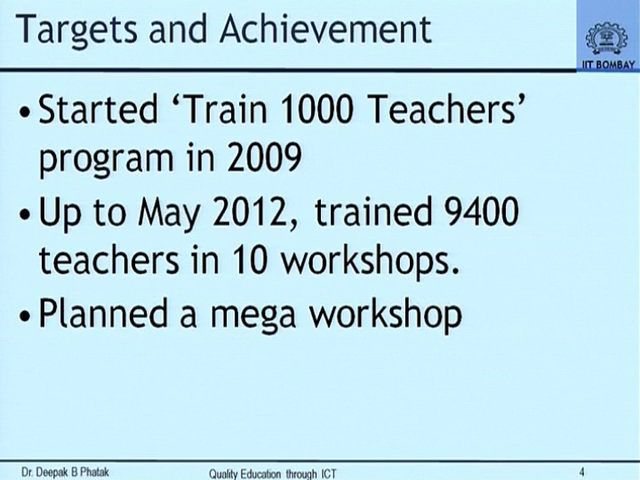 Targets and Achievement
IIT BOMBAY
• Started ‘Train 1000 Teachers’
program in 2009
• Up to May 2012, trained 9400
teachers in 10 workshops.
• Planned a mega workshop
Dr. Deepak B Phatak Quality Education through ICT 4